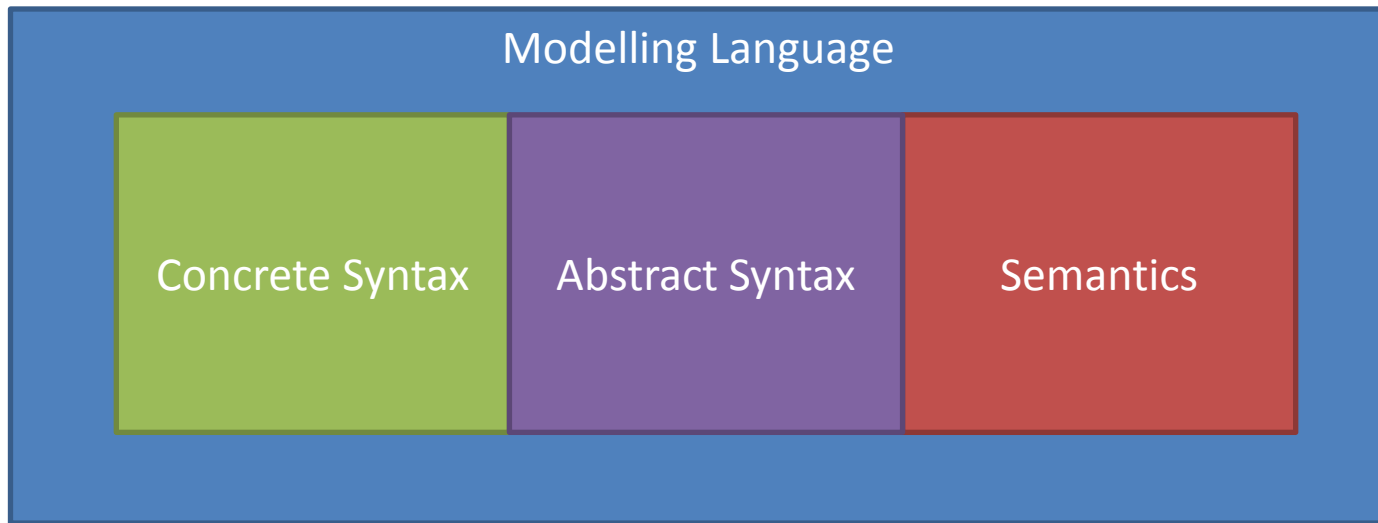 Modelling Language
Concrete Syntax
Abstract Syntax
Semantics